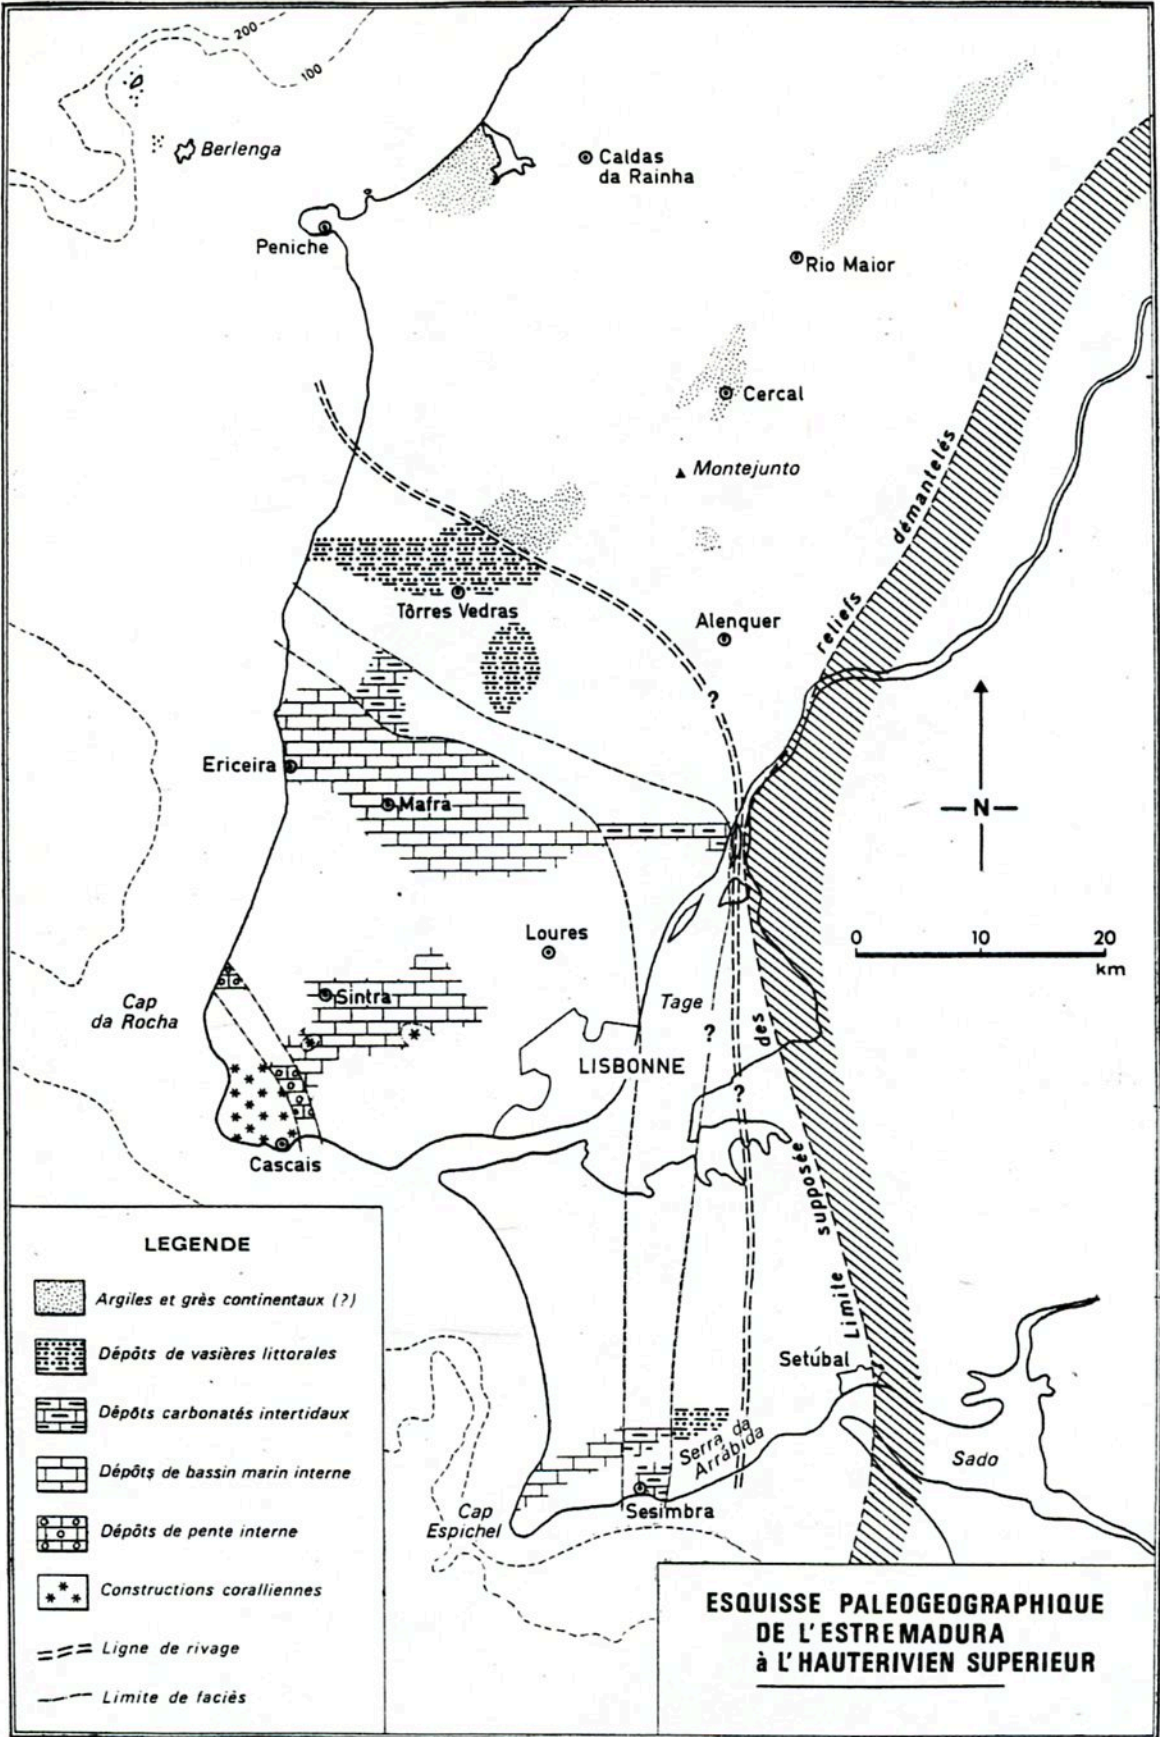 200
100
Berlenga
Caldas
da Rainha
Peniche
Rio Maior
Cercal
Montejunto
Tôrres Vedras
Alenquer
?
Ericeira
Mafra
N
Loures
0 10 20
km
Cap
da Rocha
Sintra
Tage
?
LISBONNE
?
Cascais
Limite supposée des reliefs démantelés
Setúbal
Serra da
Arrábida
Sado
Sesimbra
Cap
Espichel
LEGENDE
Argiles et grès continentaux (?)
Dépôts de vasières littorales
Dépôts carbonatés intertidaux
Dépôts de bassin marin interne
Dépôts de pente interne
Constructions coralliennes
Ligne de rivage
Limite de faciès
ESQUISSE PALEOGEOGRAPHIQUE
DE L'ESTREMADURA
à L'HAUTERIVIEN SUPERIEUR